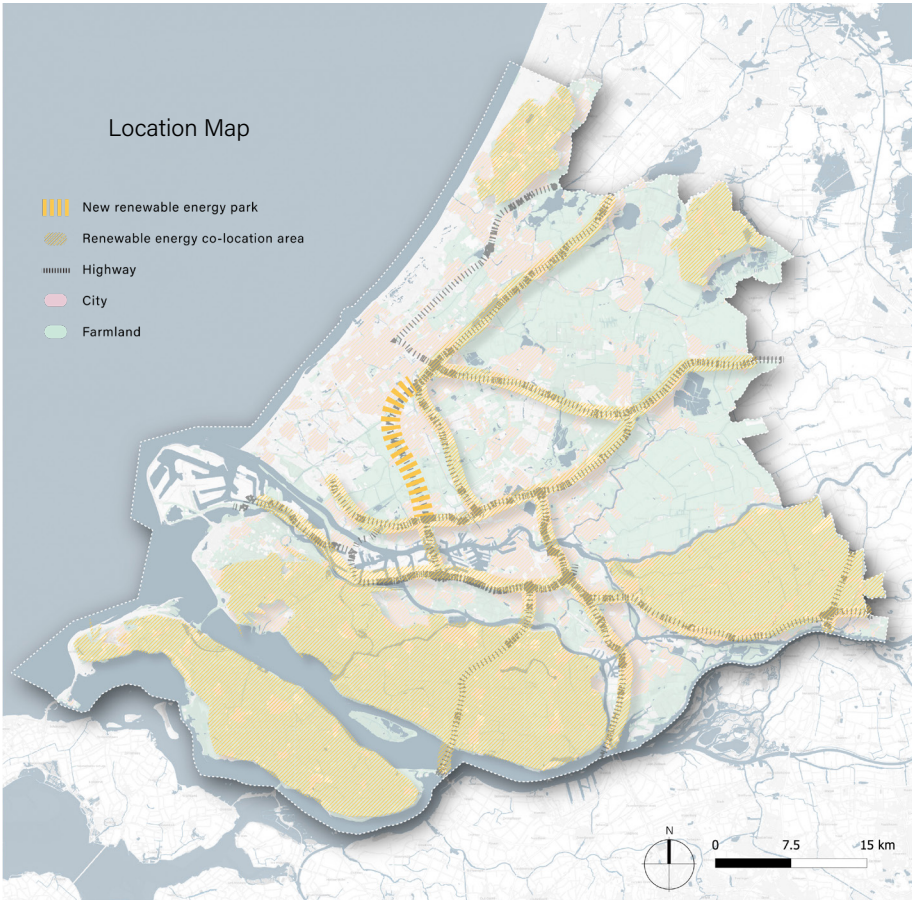 Location Map
New renewable energy park
Renewable energy co-location area
Highway
City
Farmland
N
0 7.5 15 km